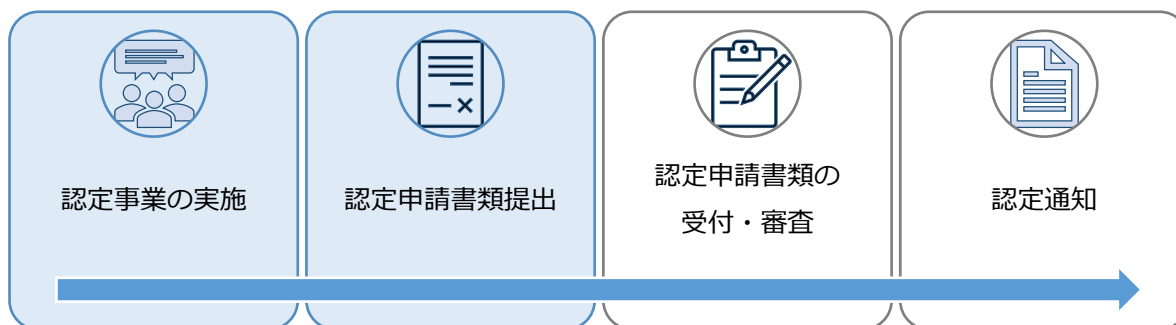 認定事業の実施
認定申請書類提出
認定申請書類の
受付・審査
認定通知